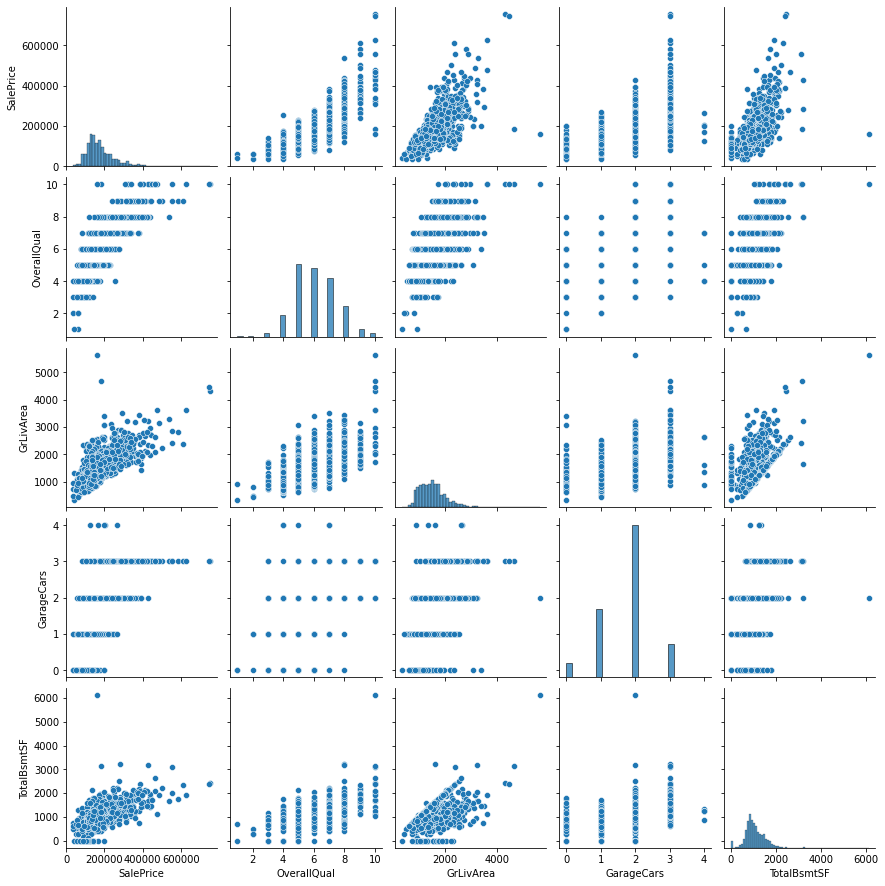 SalePrice
600000
400000
200000
0
OverallQual
10
8
6
4
2
GrLivArea
5000
4000
3000
2000
1000
GarageCars
4
3
2
1
0
TotalBsmtSF
6000
5000
4000
3000
2000
1000
0
0 200000 400000 600000
2 4 6 8 10
2000 4000
0 1 2 3 4
0 2000 4000 6000
SalePrice OverallQual GrLivArea GarageCars TotalBsmtSF